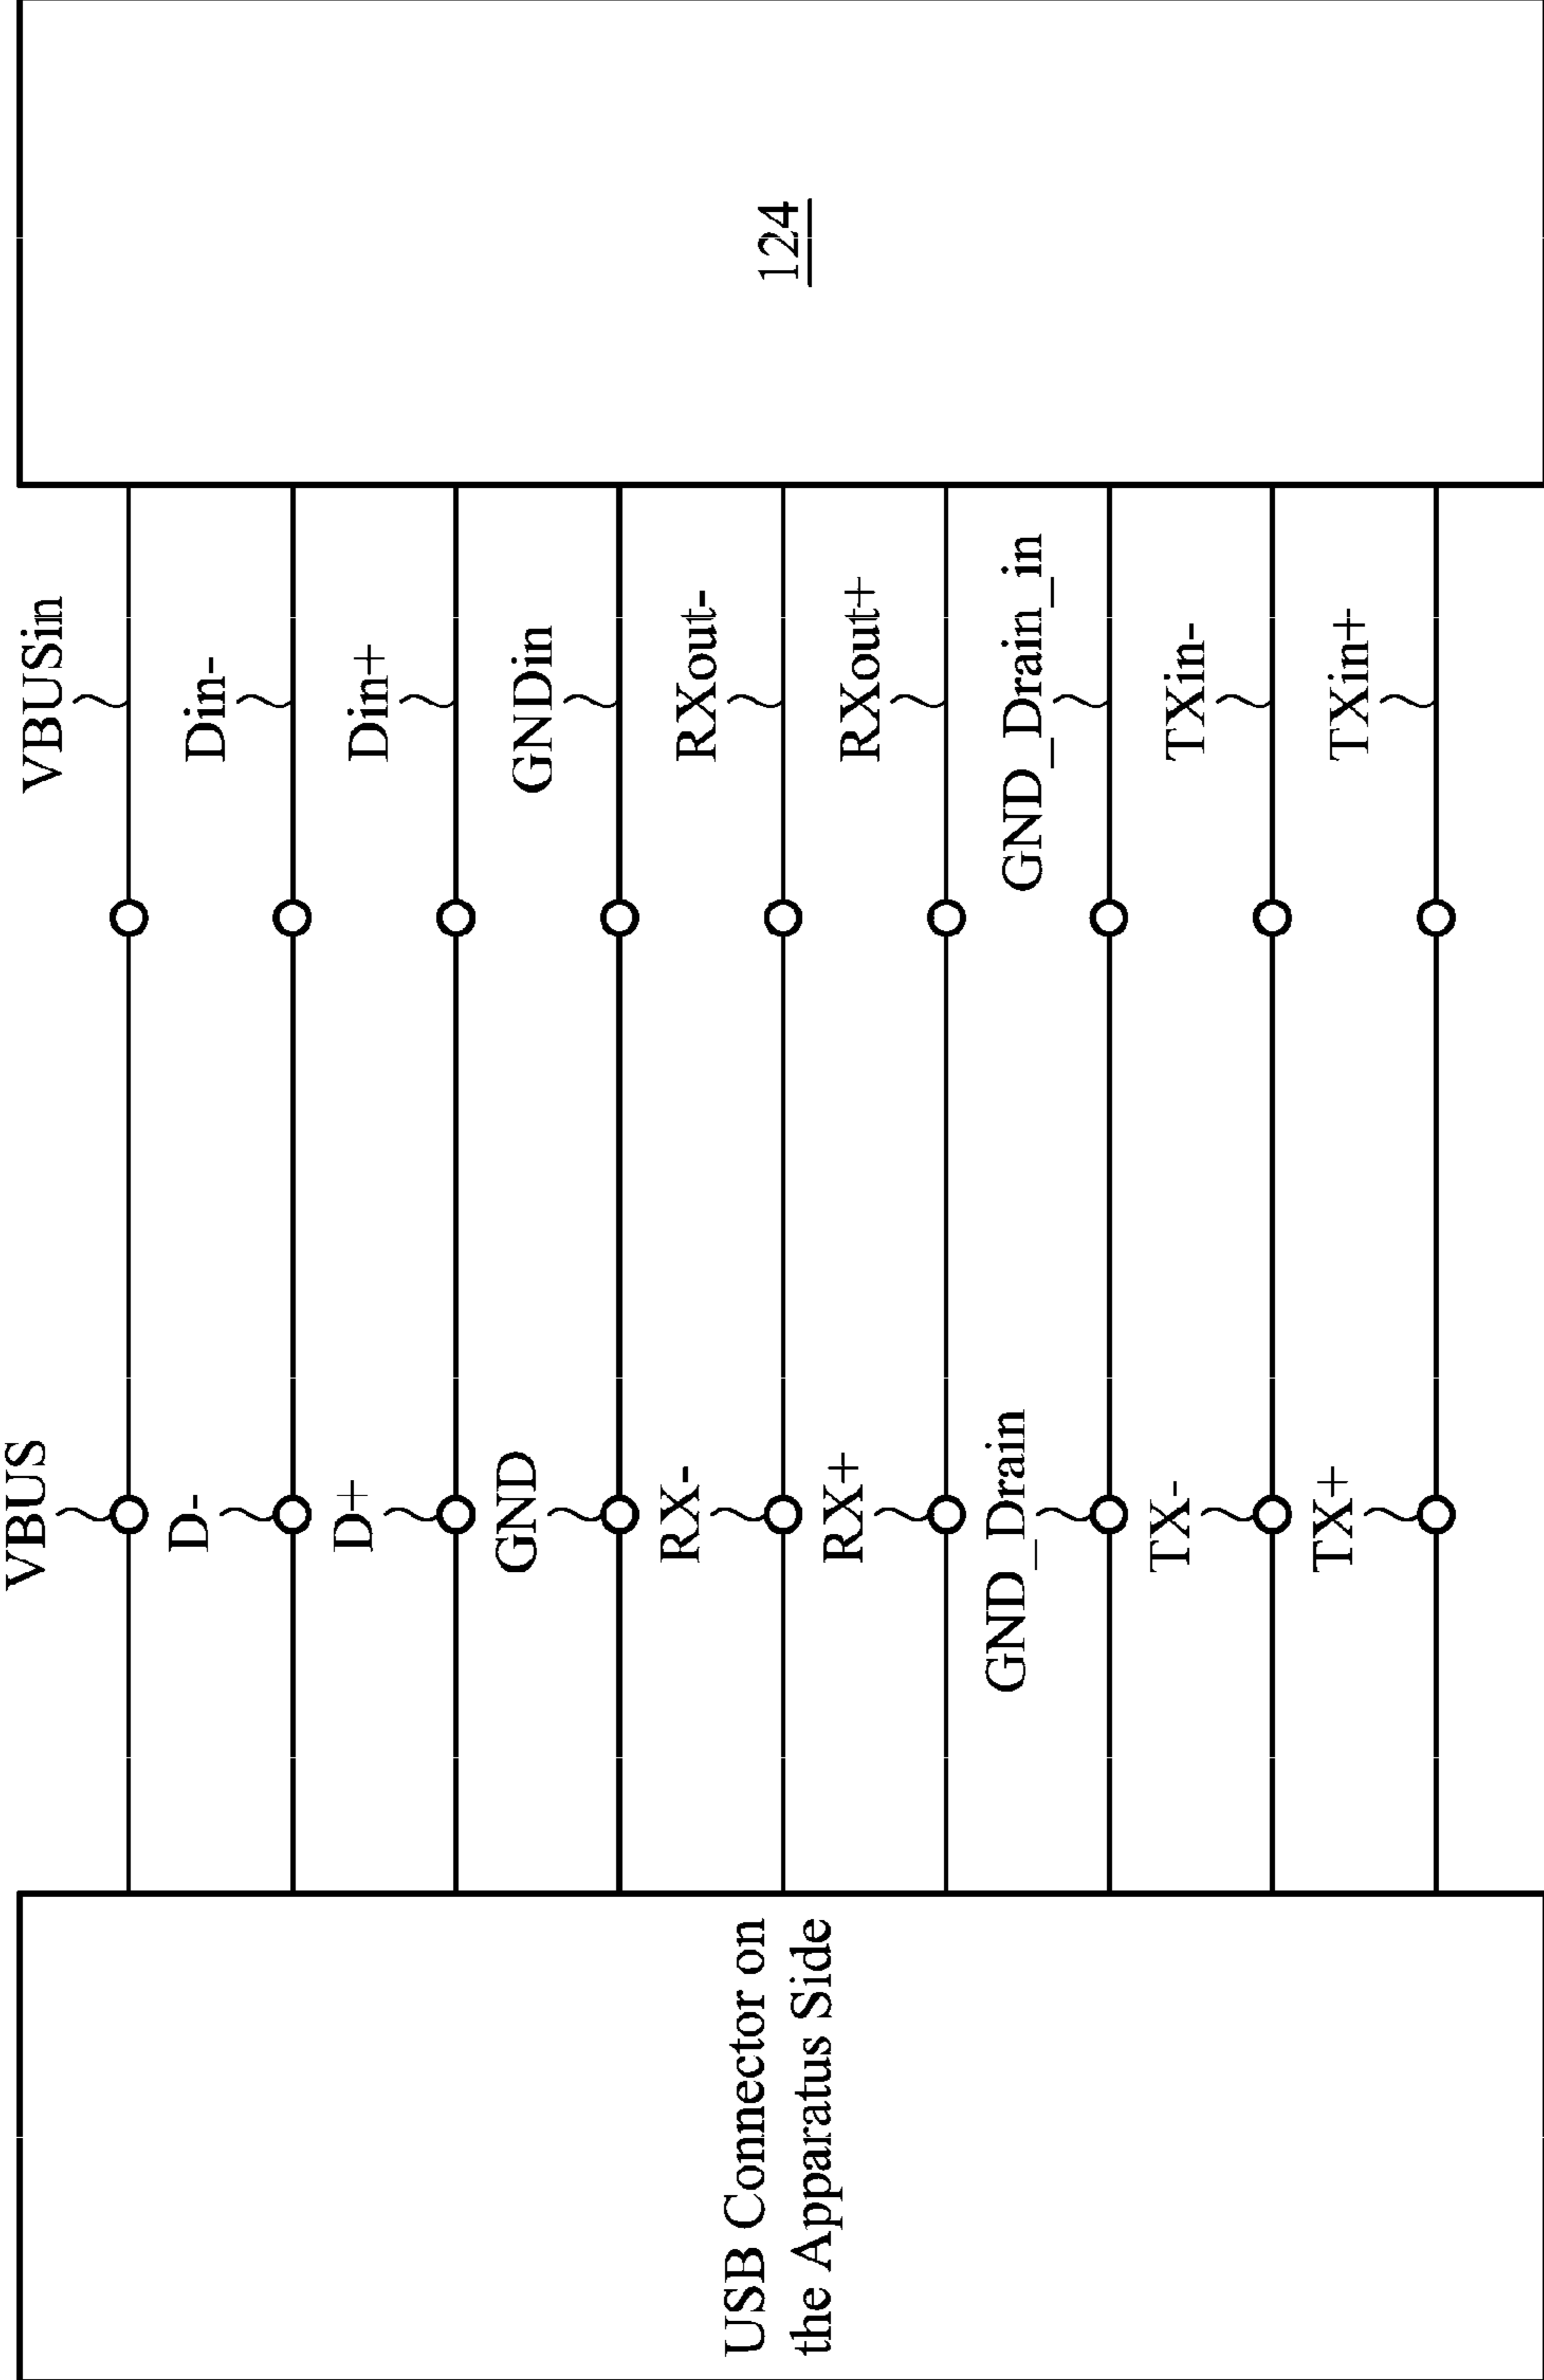 USB Connector on
the Apparatus Side
VBUS
VBUSin
D-
Din-
D+
Din+
GND
GNDin
RX-
RXout-
RX+
RXout+
GND_Drain
GND_Drain_in
TX-
TXin-
TX+
TXin+
124